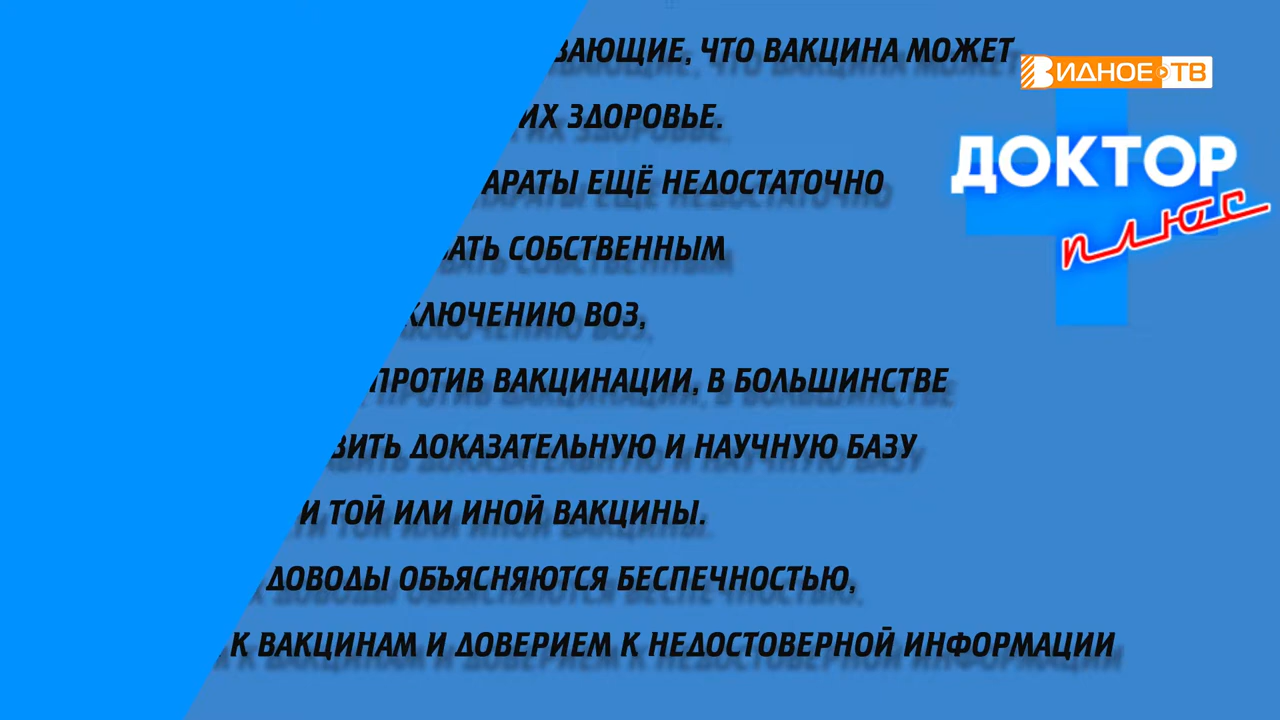 ВАЮЩИЕ, ЧТО ВАКЦИНА МОЖЕТ
ИХ ЗДОРОВЬЕ.
АРАТЫ ЕЩЁ НЕДОСТАТОЧНО
ВАТЬ СОБСТВЕННЫМ
КЛЮЧЕНИЮ ВОЗ,
ПРОТИВ ВАКЦИНАЦИИ, В БОЛЬШИНСТВЕ
ВИТЬ ДОКАЗАТЕЛЬНУЮ И НАУЧНУЮ БАЗУ
И ТОЙ ИЛИ ИНОЙ ВАКЦИНЫ.
ДОВОДЫ ОБЪЯСНЯЮТСЯ БЕСПЕЧНОСТЬЮ,
К ВАКЦИНАМ И ДОВЕРИЕМ К НЕДОСТОВЕРНОЙ ИНФОРМАЦИИ
ВИДНОЕ ТВ
ДОКТОР
плюс